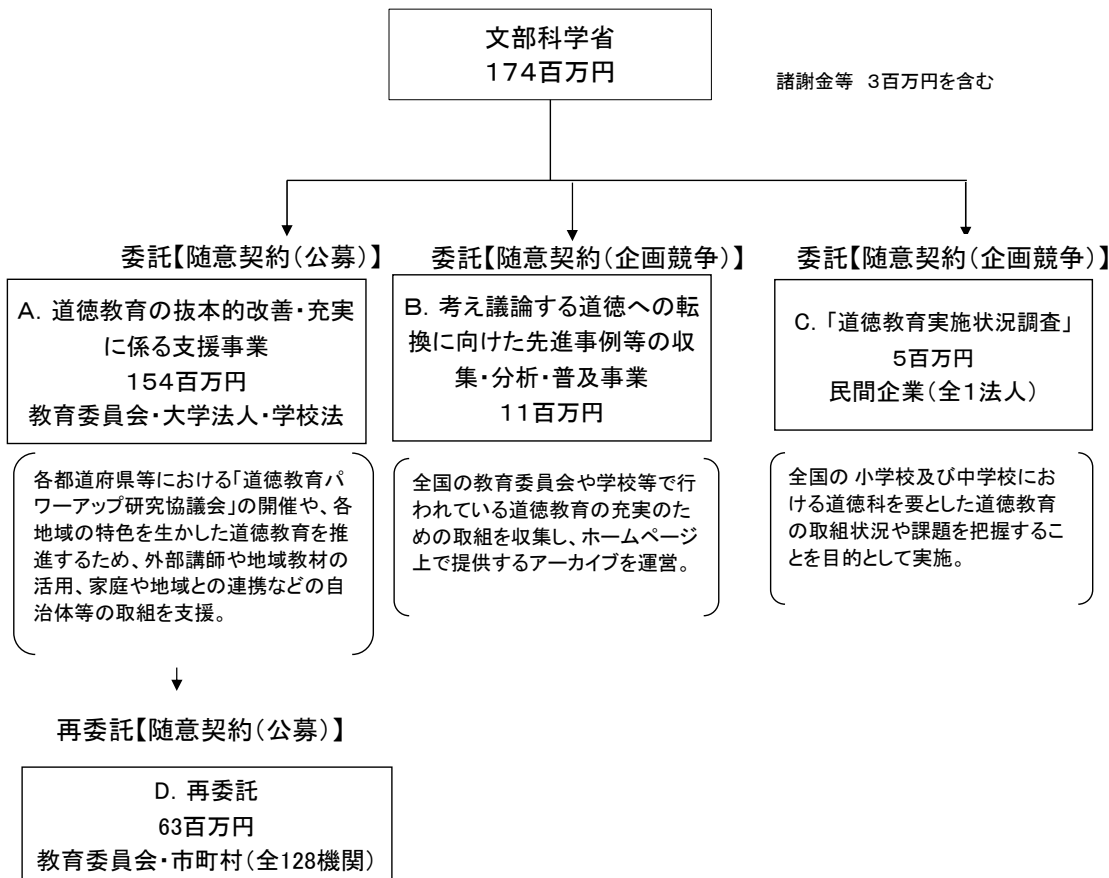 文部科学省
174百万円
諸謝金等 3百万円を含む
委託【随意契約（公募）】
A．道徳教育の抜本的改善・充実
に係る支援事業
154百万円
教育委員会・大学法人・学校法
各都道府県等における「道徳教育パ
ワーアップ研究協議会」の開催や、各
地域の特色を生かした道徳教育を推
進するため、外部講師や地域教材の
活用、家庭や地域との連携などの自
治体等の取組を支援。
委託【随意契約（企画競争）】
B．考え議論する道徳への転
換に向けた先進事例等の収
集・分析・普及事業
11百万円
全国の教育委員会や学校等で行
われている道徳教育の充実のた
めの取組を収集し、ホームページ
上で提供するアーカイブを運営。
委託【随意契約（企画競争）】
C．「道徳教育実施状況調査」
5百万円
民間企業（全１法人）
全国の 小学校及び中学校にお
ける道徳科を要とした道徳教育
の取組状況や課題を把握するこ
とを目的として実施。
再委託【随意契約（公募）】
D．再委託
63百万円
教育委員会・市町村（全128機関）